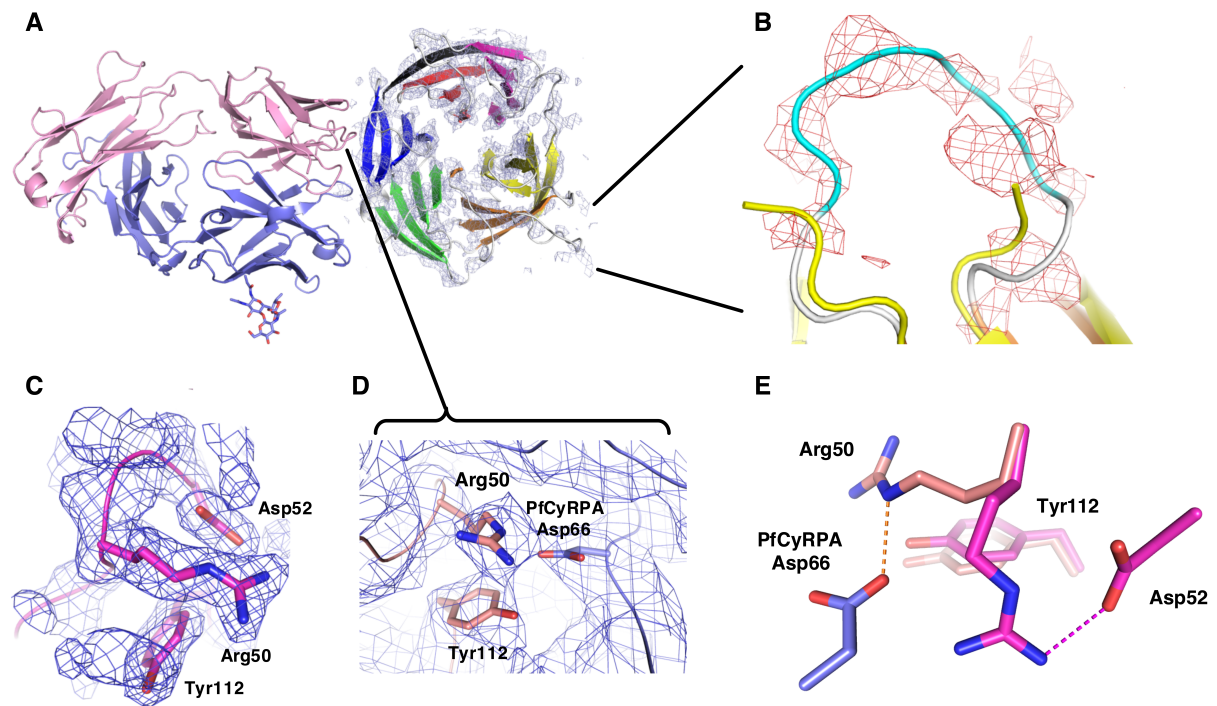 A
B
C
Asp52
Arg50
Tyr112
D
Arg50
PfCyRPA
Asp66
Tyr112
E
Arg50
Tyr112
PfCyRPA
Asp66
Asp52